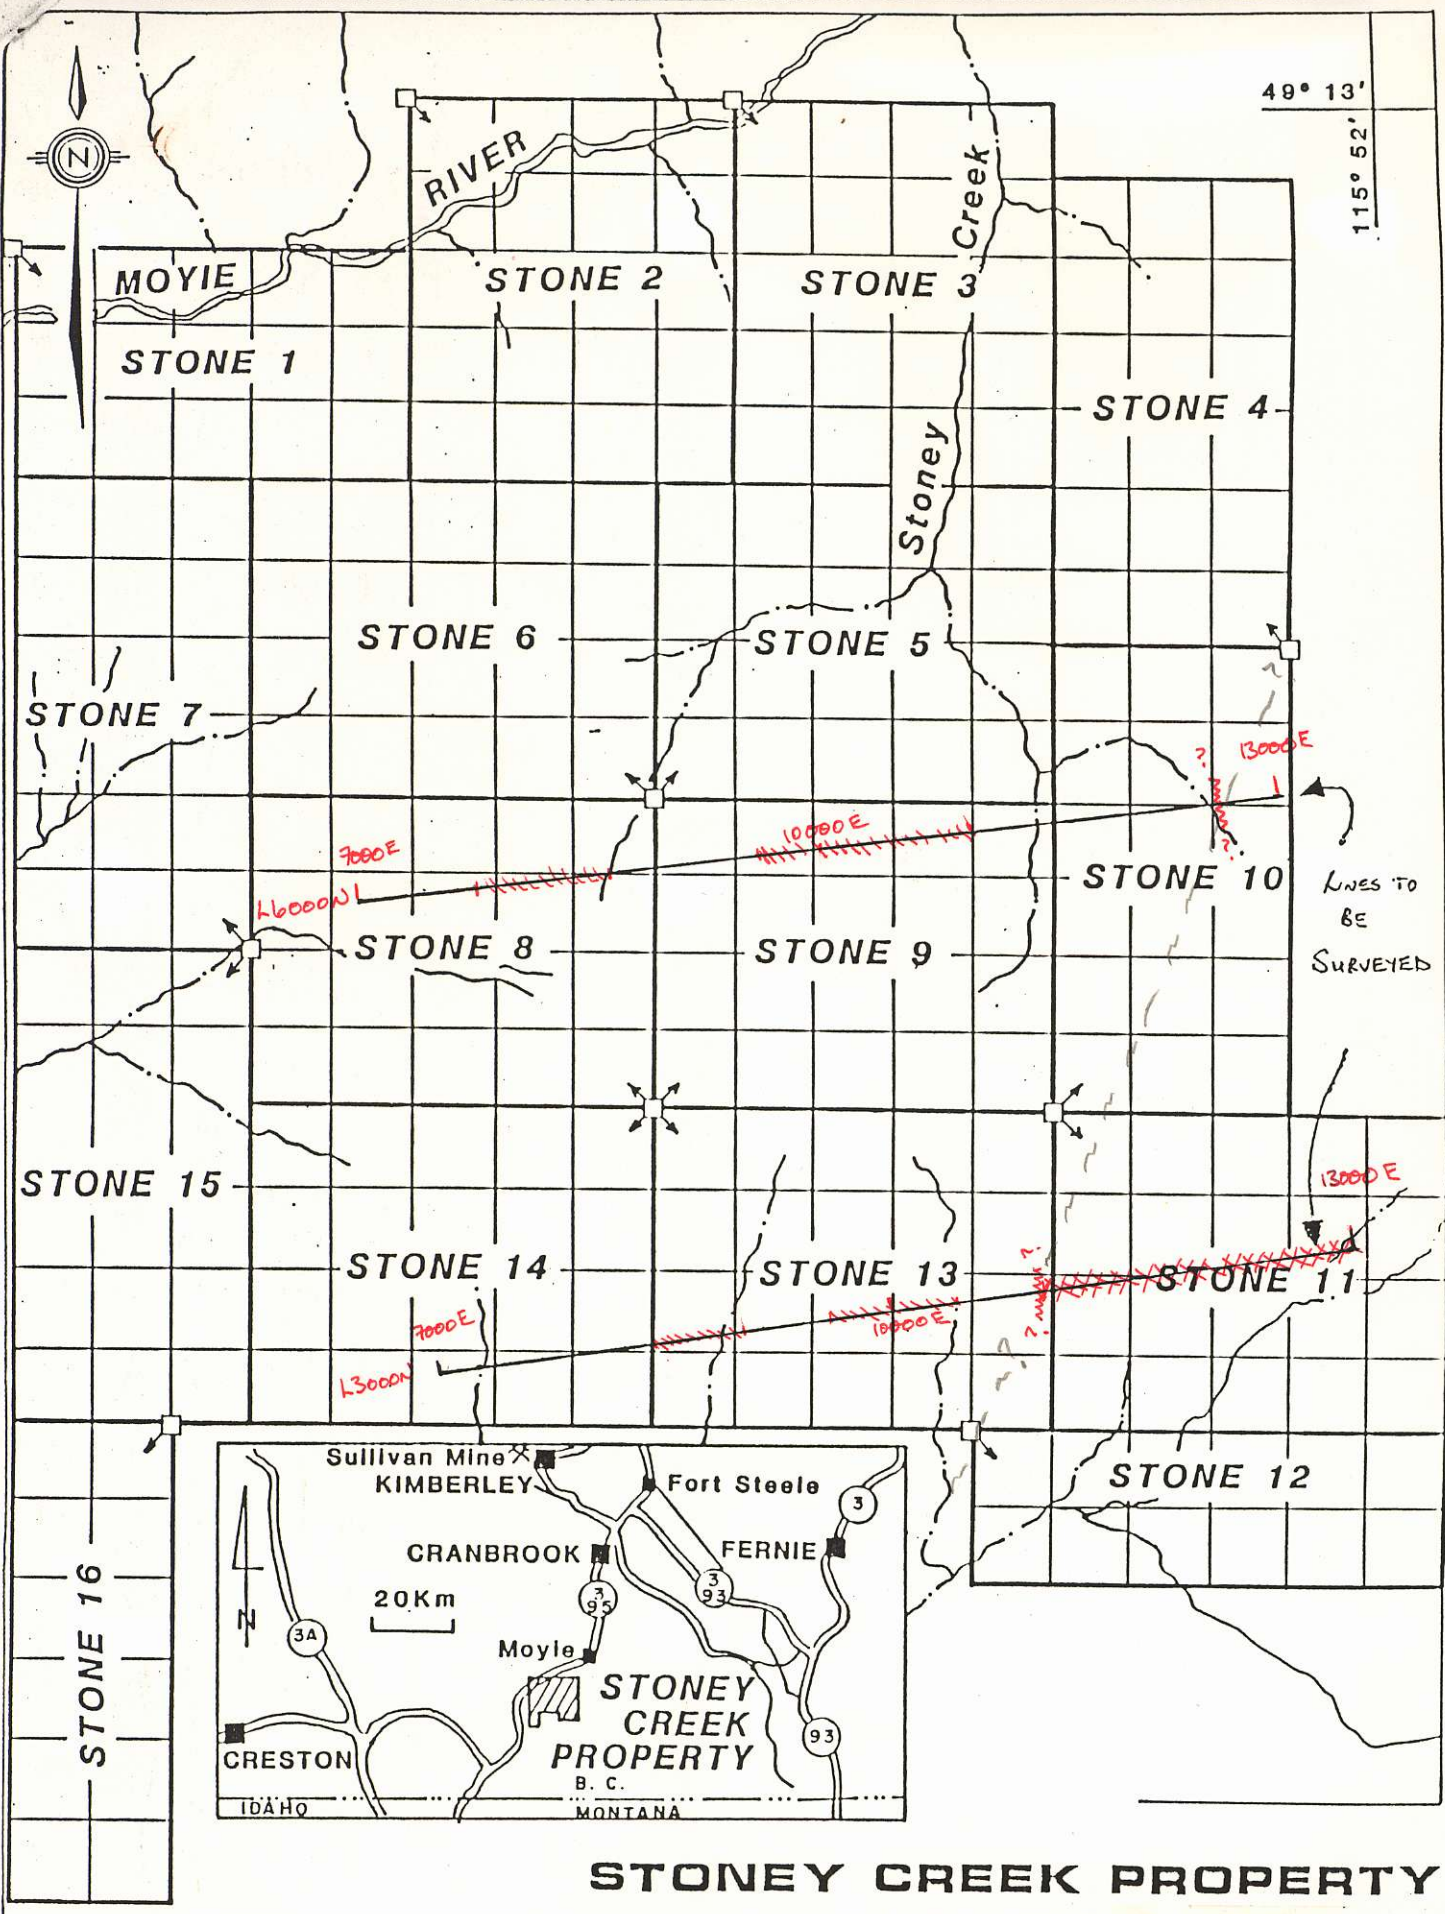 49° 13'
115° 52'
N
RIVER
Creek
MOYIE
STONE 2
STONE 3
STONE 1
STONE 4
Stoney
STONE 6
STONE 5
STONE 7
?
13000E
10000E
7000E
?
STONE 10
LINES TO
BE
SURVEYED
L6000N
STONE 8
STONE 9
STONE 15
13000E
STONE 14
STONE 13
?
STONE 11
7000E
10000E
?
L3000N
?
STONE 12
Sullivan Mine
KIMBERLEY
Fort Steele
3
CRANBROOK
FERNIE
3
93
3
95
20Km
N
3A
Moyie
STONEY
CREEK
PROPERTY
93
CRESTON
B. C.
IDAHO
MONTANA
STONE 16
STONEY CREEK PROPERTY